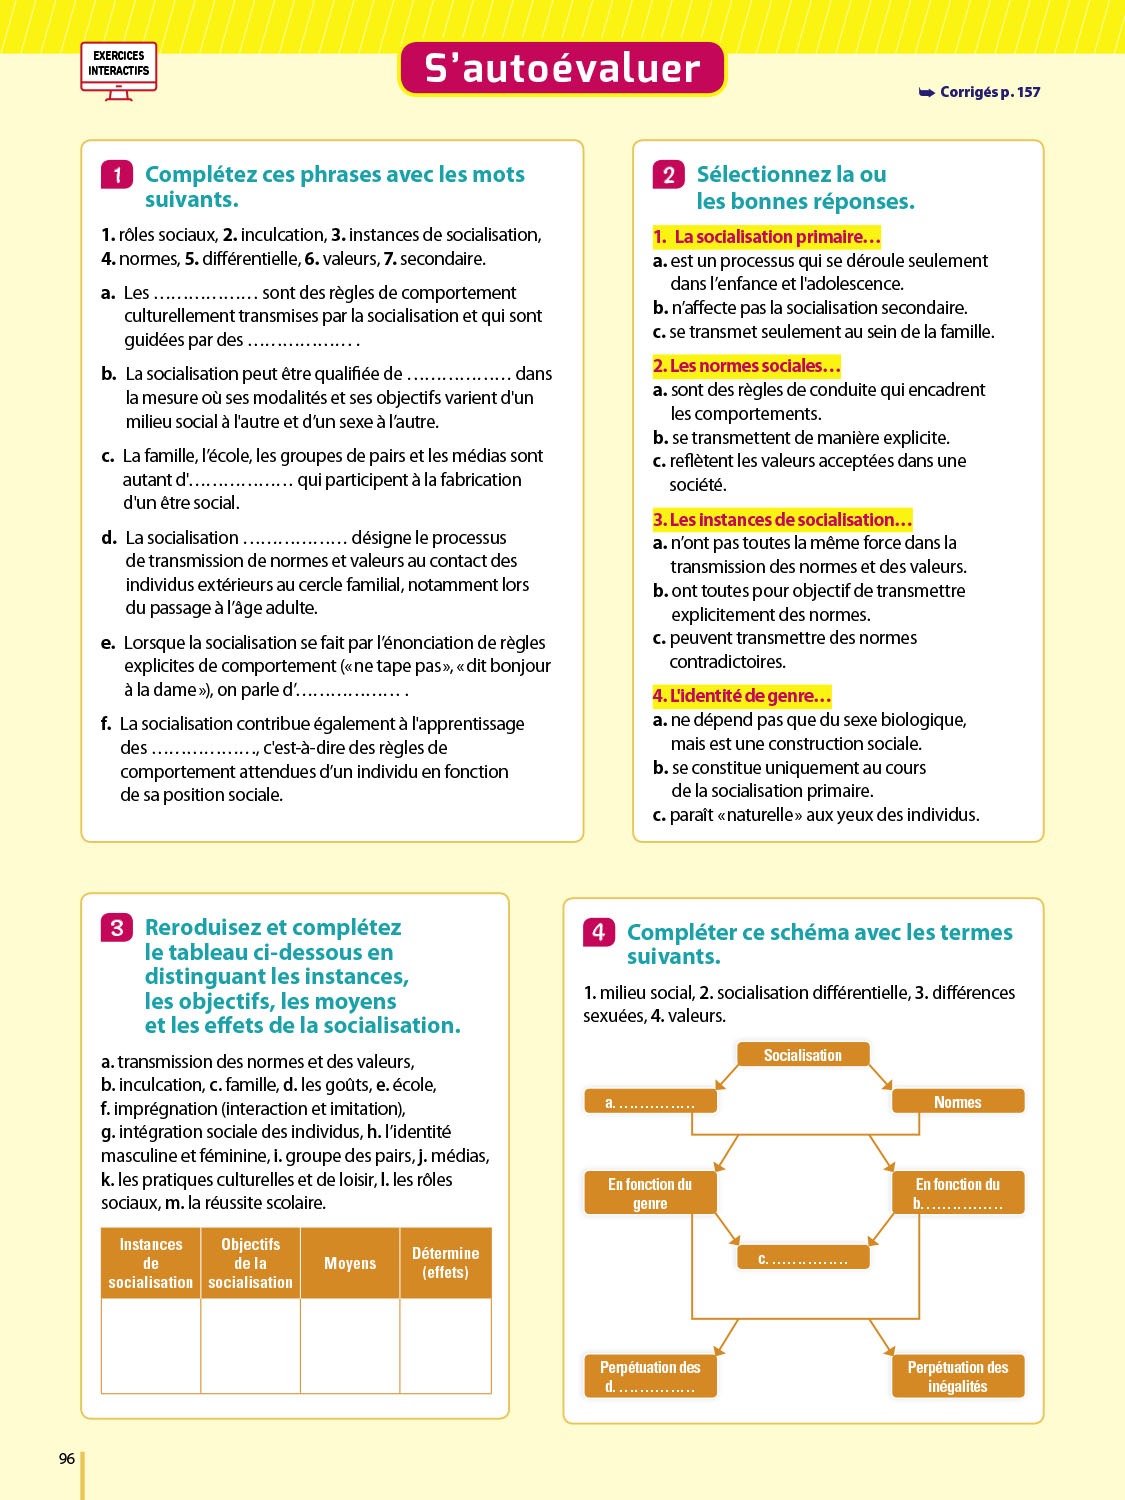 EXERCICES
INTERACTIFS
S'autoévaluer
➥ Corrigés p. 157
1 Complétez ces phrases avec les mots
suivants.
1. rôles sociaux, 2. inculcation, 3. instances de socialisation,
4. normes, 5. différentielle, 6. valeurs, 7. secondaire.
a. Les ……………… sont des règles de comportement
culturellement transmises par la socialisation et qui sont
guidées par des ……………… .
b. La socialisation peut être qualifiée de ……………… dans
la mesure où ses modalités et ses objectifs varient d'un
milieu social à l'autre et d'un sexe à l'autre.
c. La famille, l'école, les groupes de pairs et les médias sont
autant d'……………… qui participent à la fabrication
d'un être social.
d. La socialisation ……………… désigne le processus
de transmission de normes et valeurs au contact des
individus extérieurs au cercle familial, notamment lors
du passage à l'âge adulte.
e. Lorsque la socialisation se fait par l'énonciation de règles
explicites de comportement («ne tape pas», «dit bonjour
à la dame»), on parle d'……………… .
f. La socialisation contribue également à l'apprentissage
des ………………, c'est-à-dire des règles de
comportement attendues d'un individu en fonction
de sa position sociale.
2 Sélectionnez la ou
les bonnes réponses.
1. La socialisation primaire…
a. est un processus qui se déroule seulement
dans l'enfance et l'adolescence.
b. n'affecte pas la socialisation secondaire.
c. se transmet seulement au sein de la famille.
2. Les normes sociales…
a. sont des règles de conduite qui encadrent
les comportements.
b. se transmettent de manière explicite.
c. reflètent les valeurs acceptées dans une
société.
3. Les instances de socialisation…
a. n'ont pas toutes la même force dans la
transmission des normes et des valeurs.
b. ont toutes pour objectif de transmettre
explicitement des normes.
c. peuvent transmettre des normes
contradictoires.
4. L'identité de genre…
a. ne dépend pas que du sexe biologique,
mais est une construction sociale.
b. se constitue uniquement au cours
de la socialisation primaire.
c. paraît «naturelle» aux yeux des individus.
3 Reroduisez et complétez
le tableau ci-dessous en
distinguant les instances,
les objectifs, les moyens
et les effets de la socialisation.
a. transmission des normes et des valeurs,
b. inculcation, c. famille, d. les goûts, e. école,
f. imprégnation (interaction et imitation),
g. intégration sociale des individus, h. l'identité
masculine et féminine, i. groupe des pairs, j. médias,
k. les pratiques culturelles et de loisir, l. les rôles
sociaux, m. la réussite scolaire.
Instances
de
socialisation
Objectifs
de la
socialisation
Moyens
Détermine
(effets)
4 Compléter ce schéma avec les termes
suivants.
1. milieu social, 2. socialisation différentielle, 3. différences
sexuées, 4. valeurs.
Socialisation
a. ……………
Normes
En fonction du
genre
En fonction du
b. ……………
c. ……………
Perpétuation des
d. ……………
Perpétuation des
inégalités
96